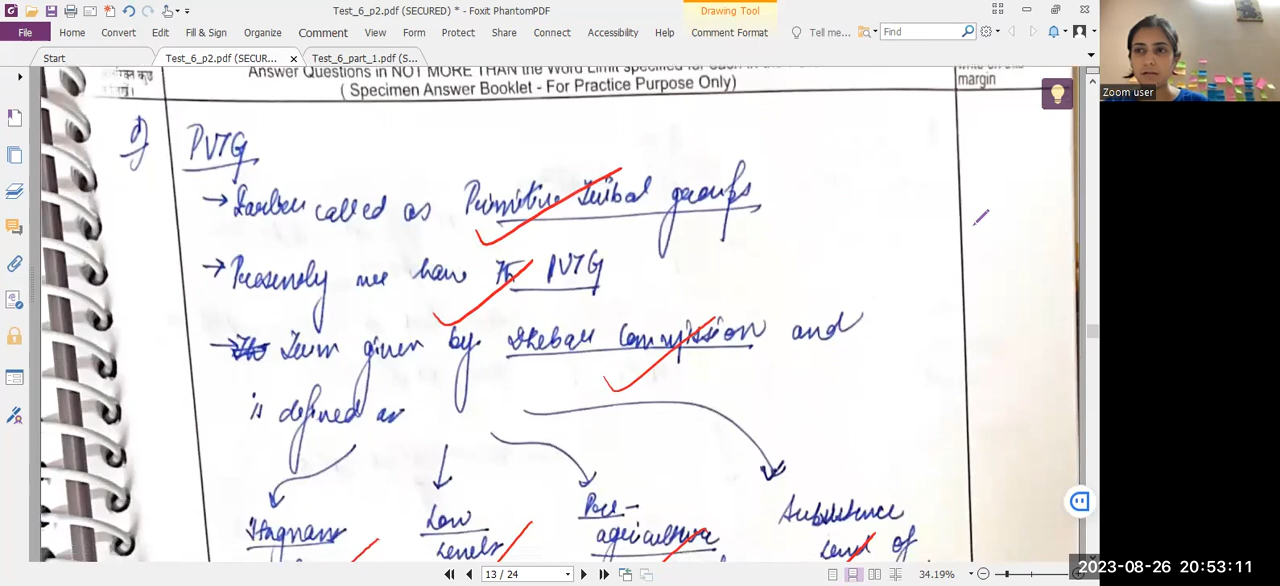 Test_6_p2.pdf (SECURED) * - Foxit PhantomPDF
Drawing Tool
File Home Convert Edit Fill & Sign Organize Comment View Form Protect Share Connect Accessibility Help Comment Format Tell me... Find
Start Test_6_p2.pdf (SECUR... Test_6_part_1.pdf (S...
Answer Questions in NOT MORE THAN the Word Limit specified for
( Specimen Answer Booklet - For Practice Purpose Only)
margin
Zoom user
d)
PVTG
→ Earlier called as Primitive Tribal groups
→ Presently we have 75 PVTG
→ Term given by Dhebar Commission and
is defined as
Stagnant
Low
Levels
Pre-
agriculture
Subsistence
level of
13 / 24
34.19%
2023-08-26 20:53:11